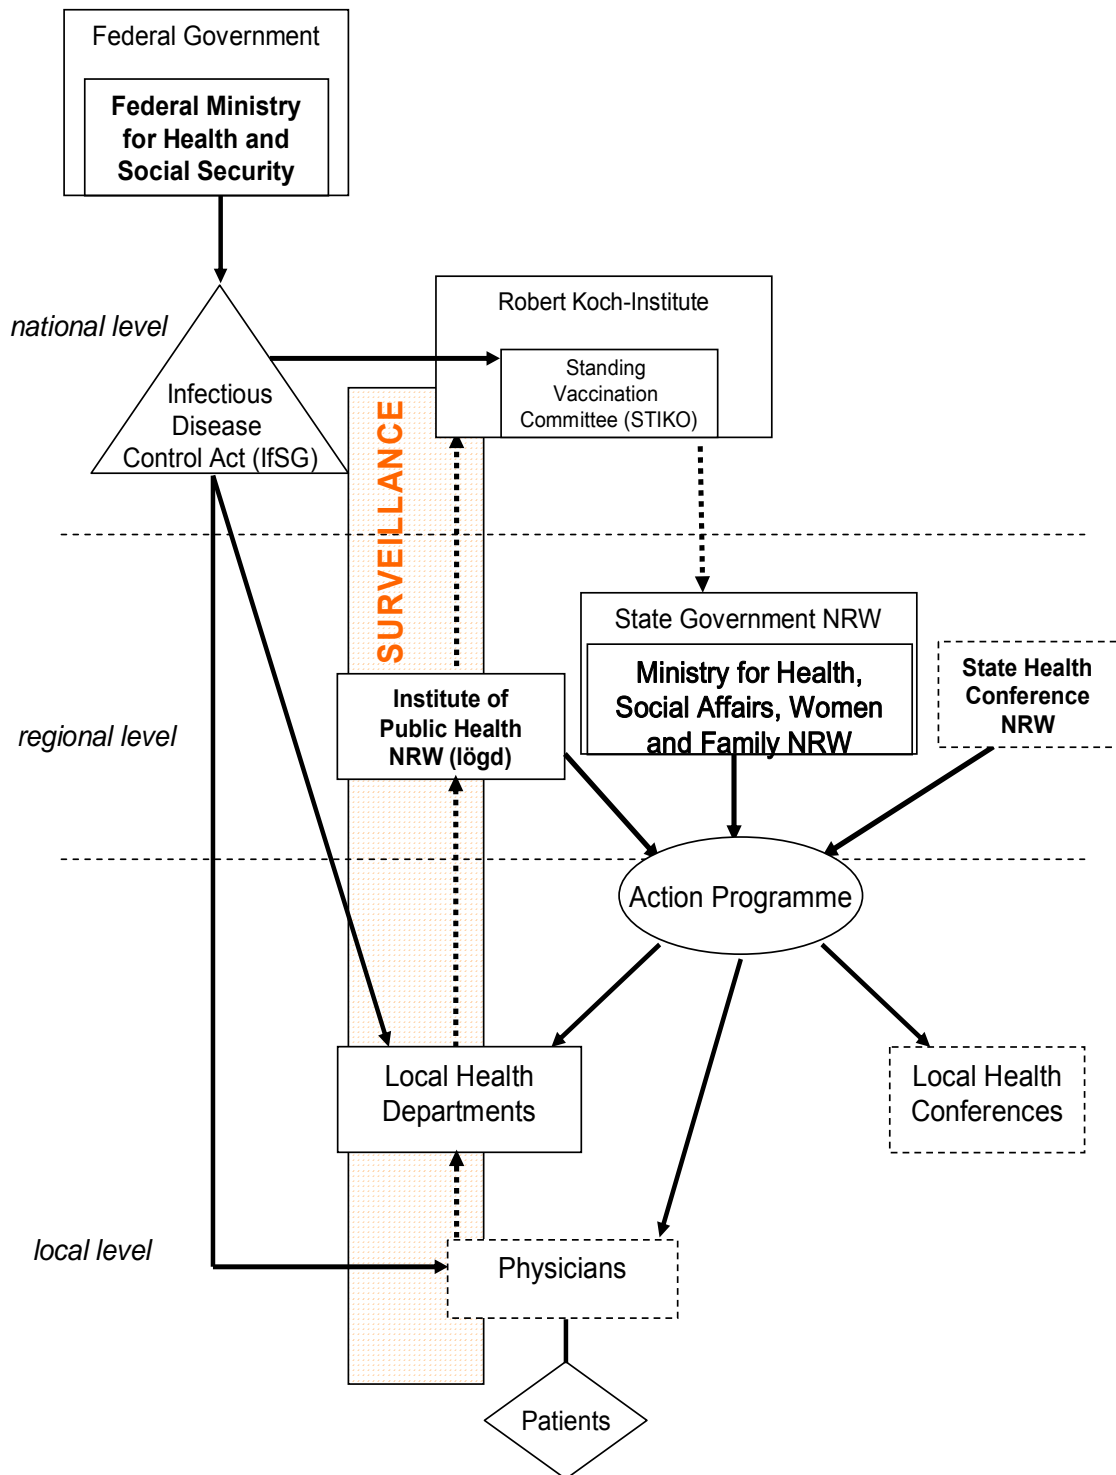 Federal Government
Federal Ministry
for Health and
Social Security
national level
Robert Koch-Institute
Standing
Vaccination
Committee (STIKO)
Infectious
Disease
Control Act (IfSG)
SURVEILLANCE
State Government NRW
Ministry for Health,
Social Affairs, Women
and Family NRW
State Health
Conference
NRW
regional level
Institute of
Public Health
NRW (lögd)
Action Programme
Local Health
Departments
Local Health
Conferences
local level
Physicians
Patients